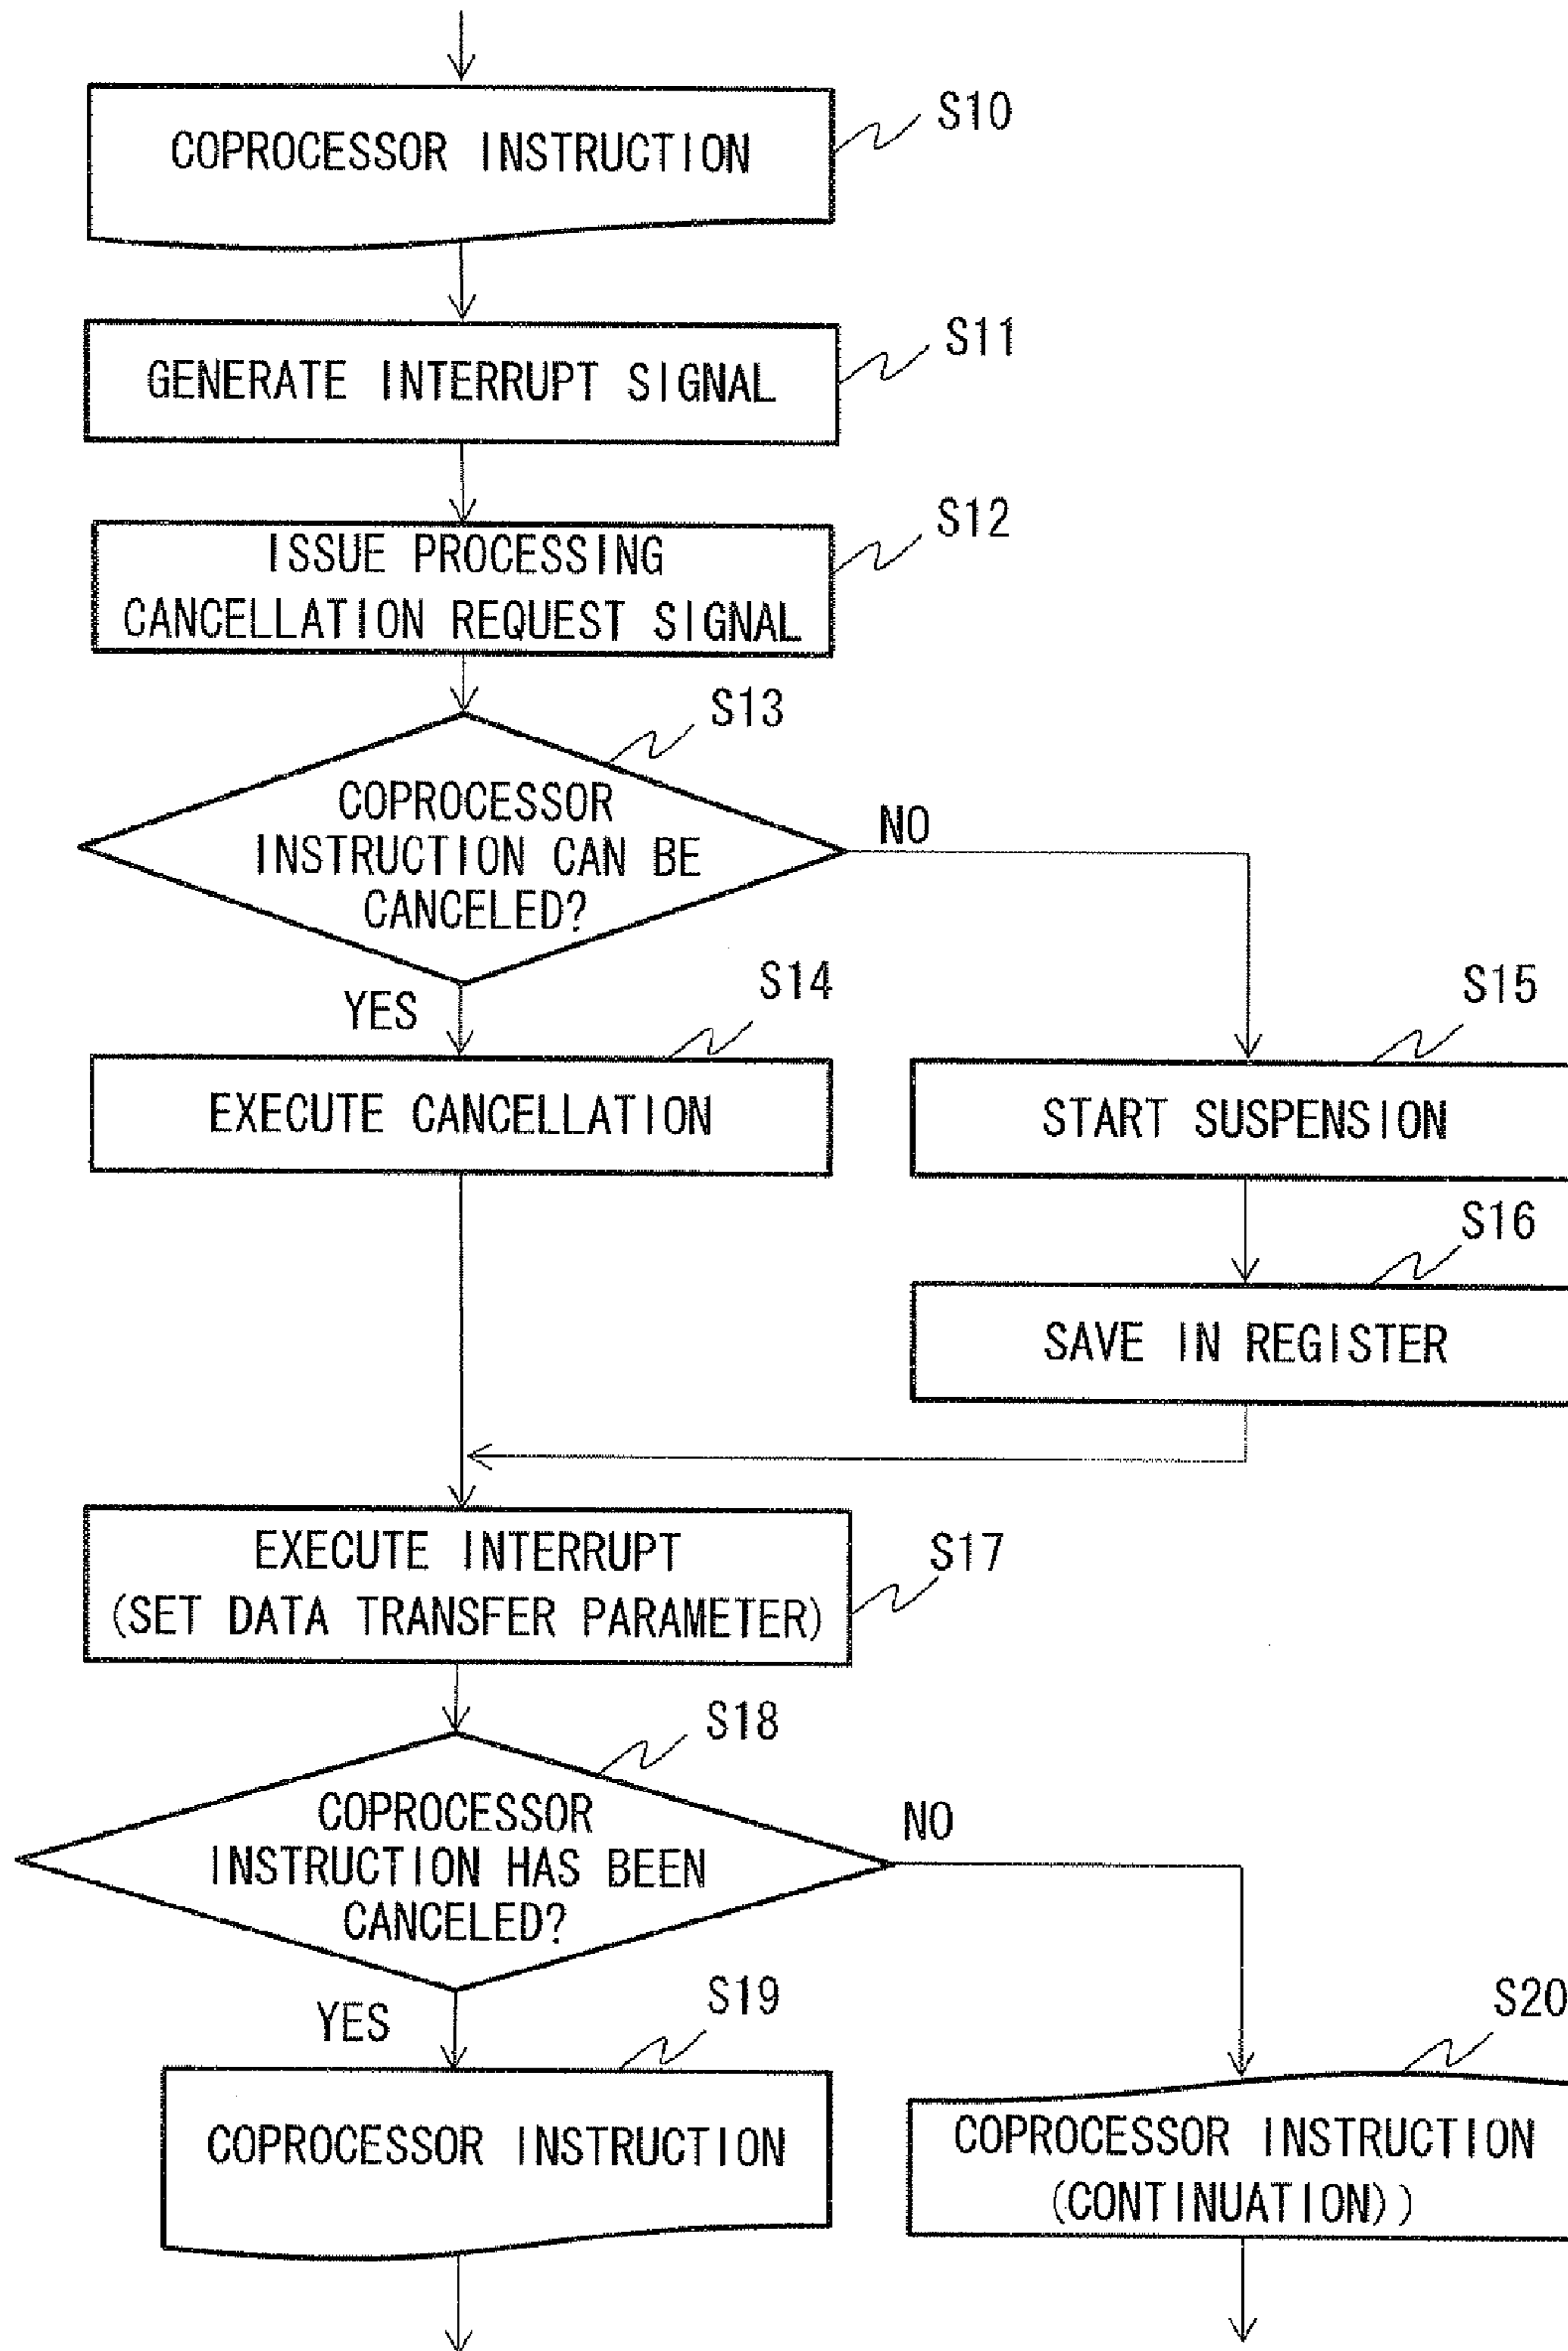 COPROCESSOR INSTRUCTION
S10
GENERATE INTERRUPT SIGNAL
S11
ISSUE PROCESSING
CANCELLATION REQUEST SIGNAL
S12
S13
COPROCESSOR
INSTRUCTION CAN BE
CANCELED?
NO
YES
S14
EXECUTE CANCELLATION
S15
START SUSPENSION
S16
SAVE IN REGISTER
EXECUTE INTERRUPT
(SET DATA TRANSFER PARAMETER)
S17
S18
COPROCESSOR
INSTRUCTION HAS BEEN
CANCELED?
NO
YES
S19
COPROCESSOR INSTRUCTION
S20
COPROCESSOR INSTRUCTION
(CONTINUATION))